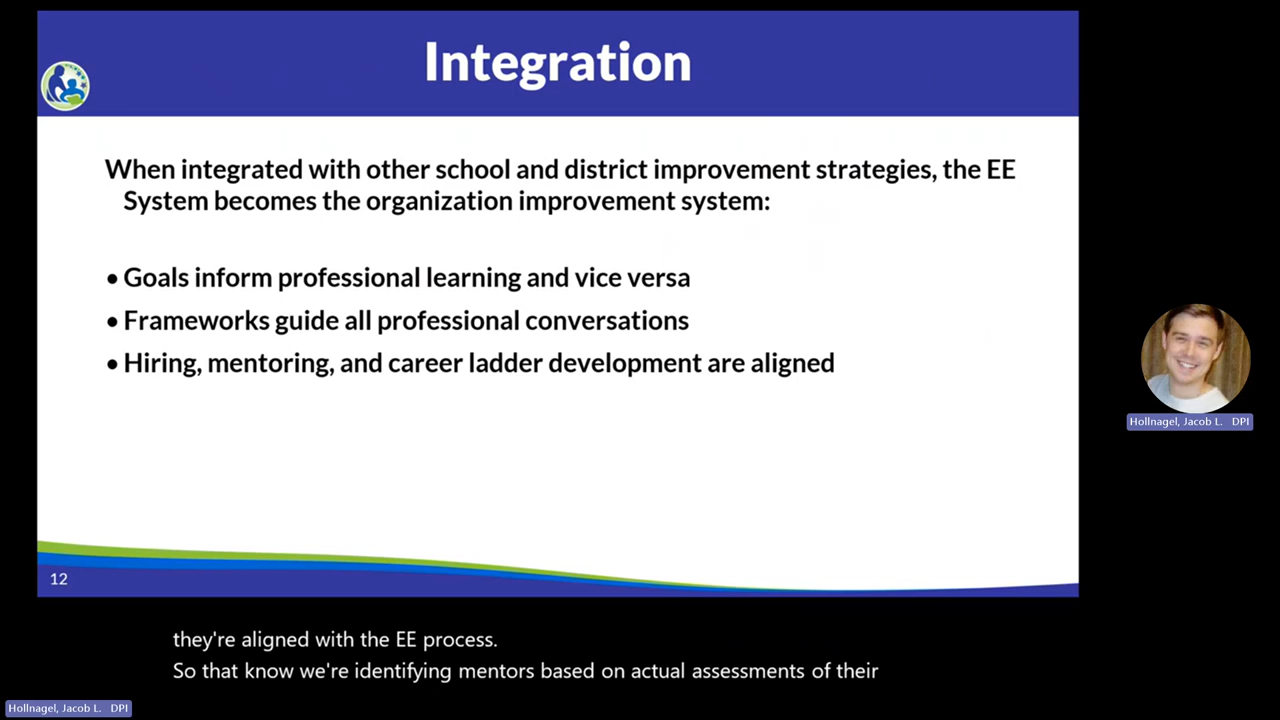 Integration
When integrated with other school and district improvement strategies, the EE
System becomes the organization improvement system:
• Goals inform professional learning and vice versa
• Frameworks guide all professional conversations
• Hiring, mentoring, and career ladder development are aligned
Hollnagel, Jacob L. DPI
12
they're aligned with the EE process.
So that know we're identifying mentors based on actual assessments of their
Hollnagel, Jacob L. DPI